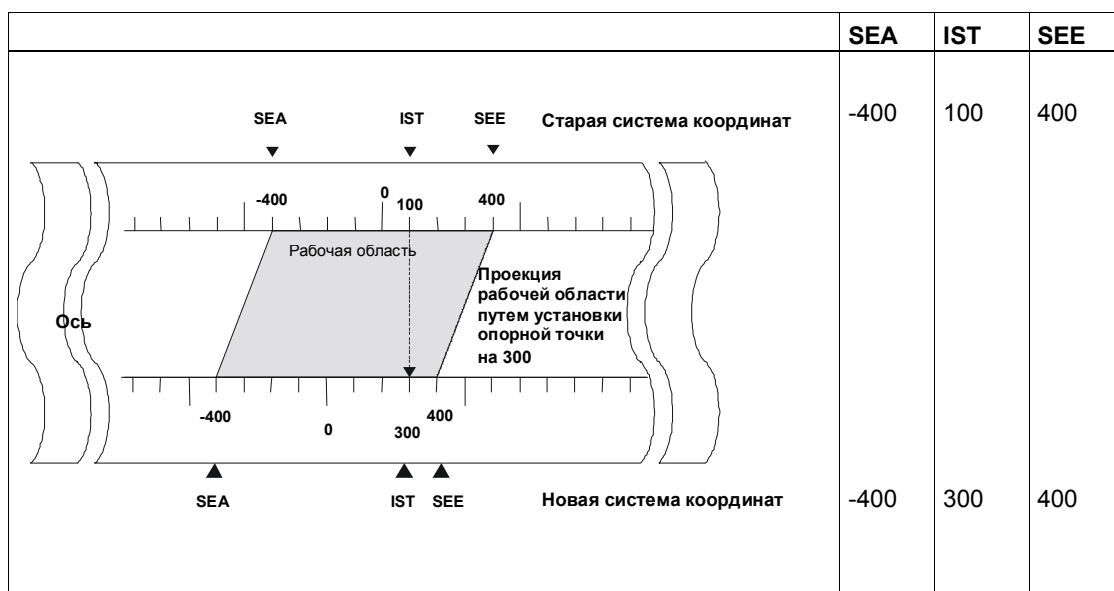 SEA IST SEE
SEA IST SEE Старая система координат -400 100 400
-400 0 100 400
Рабочая область
Проекция
рабочей области
путем установки
опорной точки
на 300
Ось
-400 0 300 400
SEA IST SEE Новая система координат -400 300 400